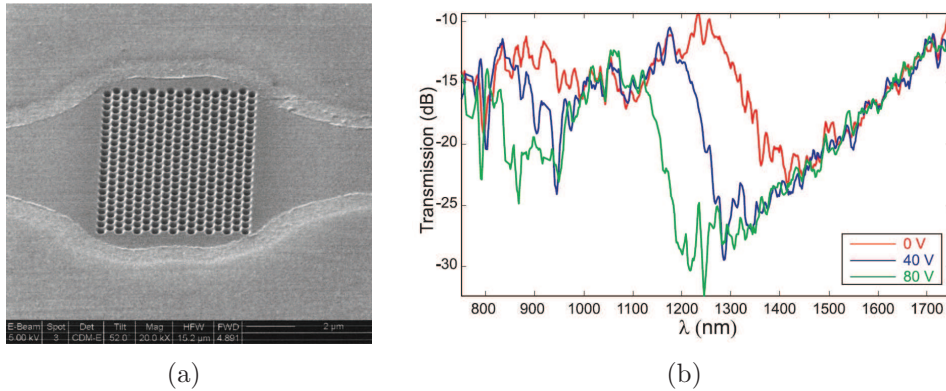 E-Beam Spot Det Tilt Mag HFW FWD 2 µm
5.00 kV 3 CDM-E 52.0° 20.0 kX 15.2 µm 4.891
(a)
(b)
Transmission (dB)
-10
-15
-20
-25
-30
800 900 1000 1100 1200 1300 1400 1500 1600 1700
λ (nm)
0 V
40 V
80 V